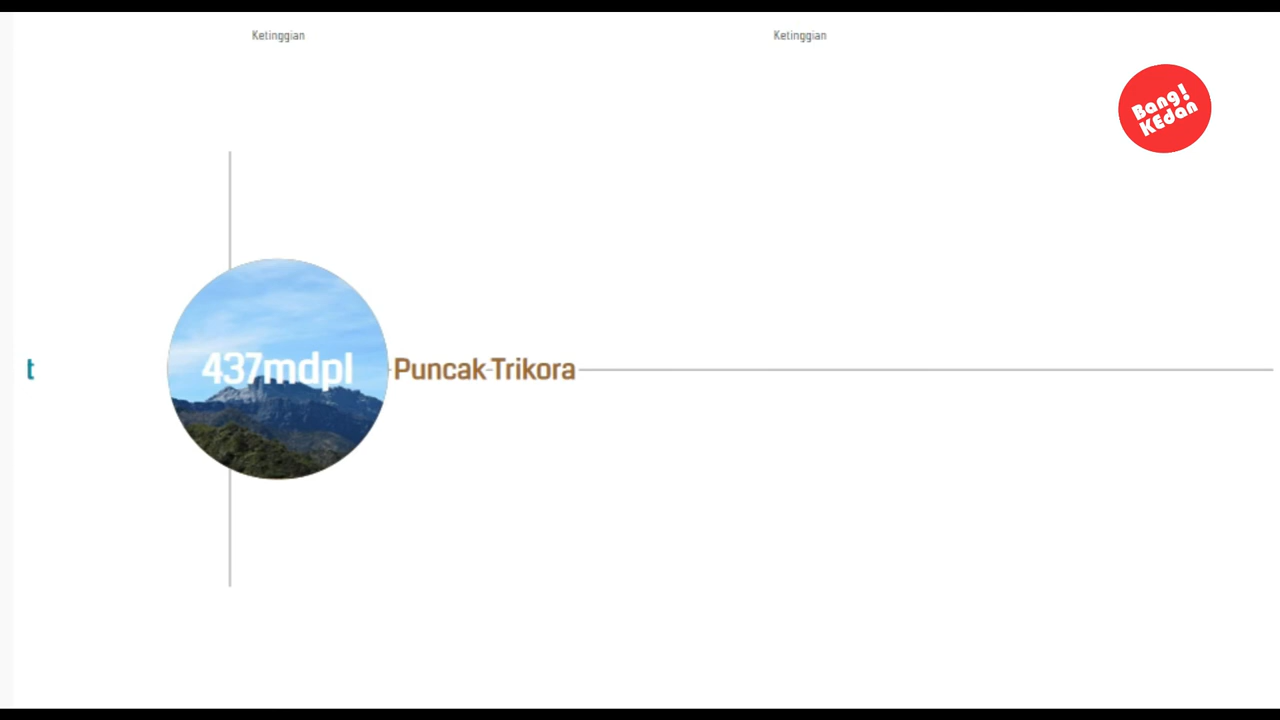 Ketinggian
Ketinggian
Bang!
KEdan
t
437mdpl
Puncak Trikora